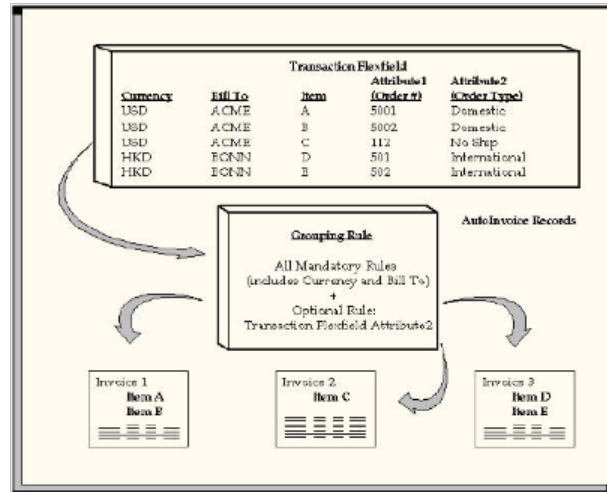 Transaction Flexfield
Attribute1 Attribute2
Currency Bill To Item (Order #) (Order Type)
USD ACME A 5001 Domestic
USD ACME B 5002 Domestic
USD ACME C 112 No Ship
HKD BONN D 501 International
HKD BONN E 502 International
AutoInvoice Records
Grouping Rule
All Mandatory Rules
(includes Currency and Bill To)
+
Optional Rule:
Transaction Flexfield Attribute2
Invoice 1
Item A
Item B
Invoice 2
Item C
Invoice 3
Item D
Item E